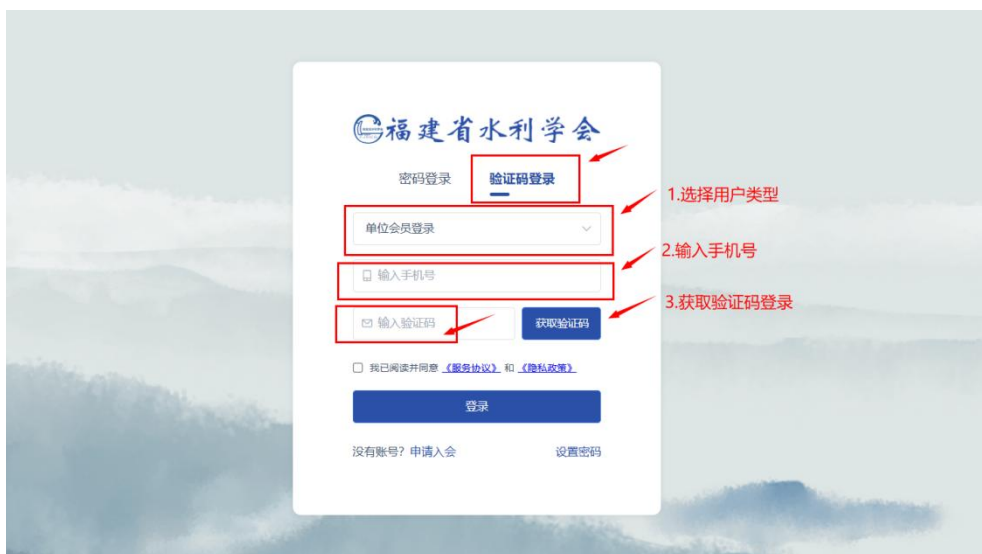 福建省水利学会
密码登录 验证码登录
1.选择用户类型
单位会员登录
2.输入手机号
输入手机号
3.获取验证码登录
输入验证码 获取验证码
我已阅读并同意 《服务协议》 和 《隐私政策》
登录
没有账号? 申请入会 设置密码